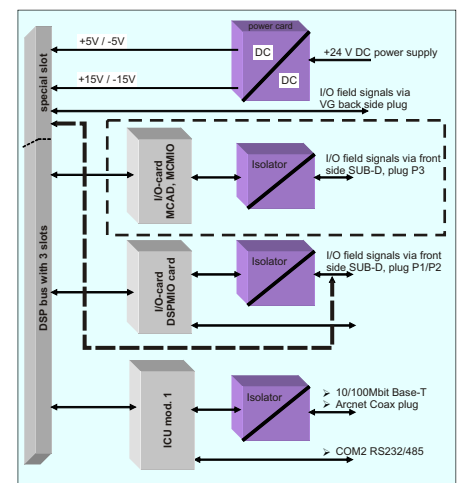 power card
+5V / -5V
DC
+24 V DC power supply
+15V / -15V
DC
special slot
I/O field signals via
VG back side plug
I/O-card
MCAD, MCMIO
Isolator
I/O field signals via front
side SUB-D, plug P3
DSP bus with 3 slots
I/O-card
DSPMIO card
Isolator
I/O field signals via front
side SUB-D, plug P1/P2
ICU mod. 1
Isolator
➢ 10/100Mbit Base-T
➢ Arcnet Coax plug
➢ COM2 RS232/485